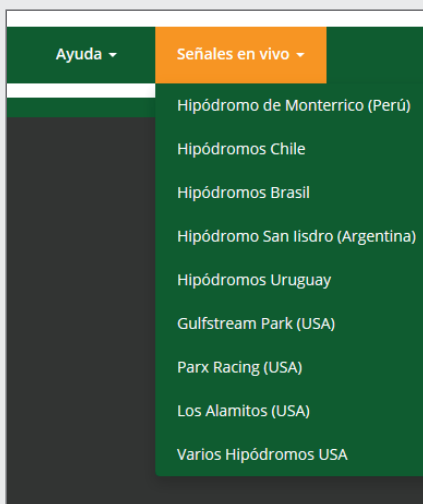 Ayuda
Señales en vivo
Hipódromo de Monterrico (Perú)
Hipódromos Chile
Hipódromos Brasil
Hipódromo San Iisdro (Argentina)
Hipódromos Uruguay
Gulfstream Park (USA)
Parx Racing (USA)
Los Alamitos (USA)
Varios Hipódromos USA